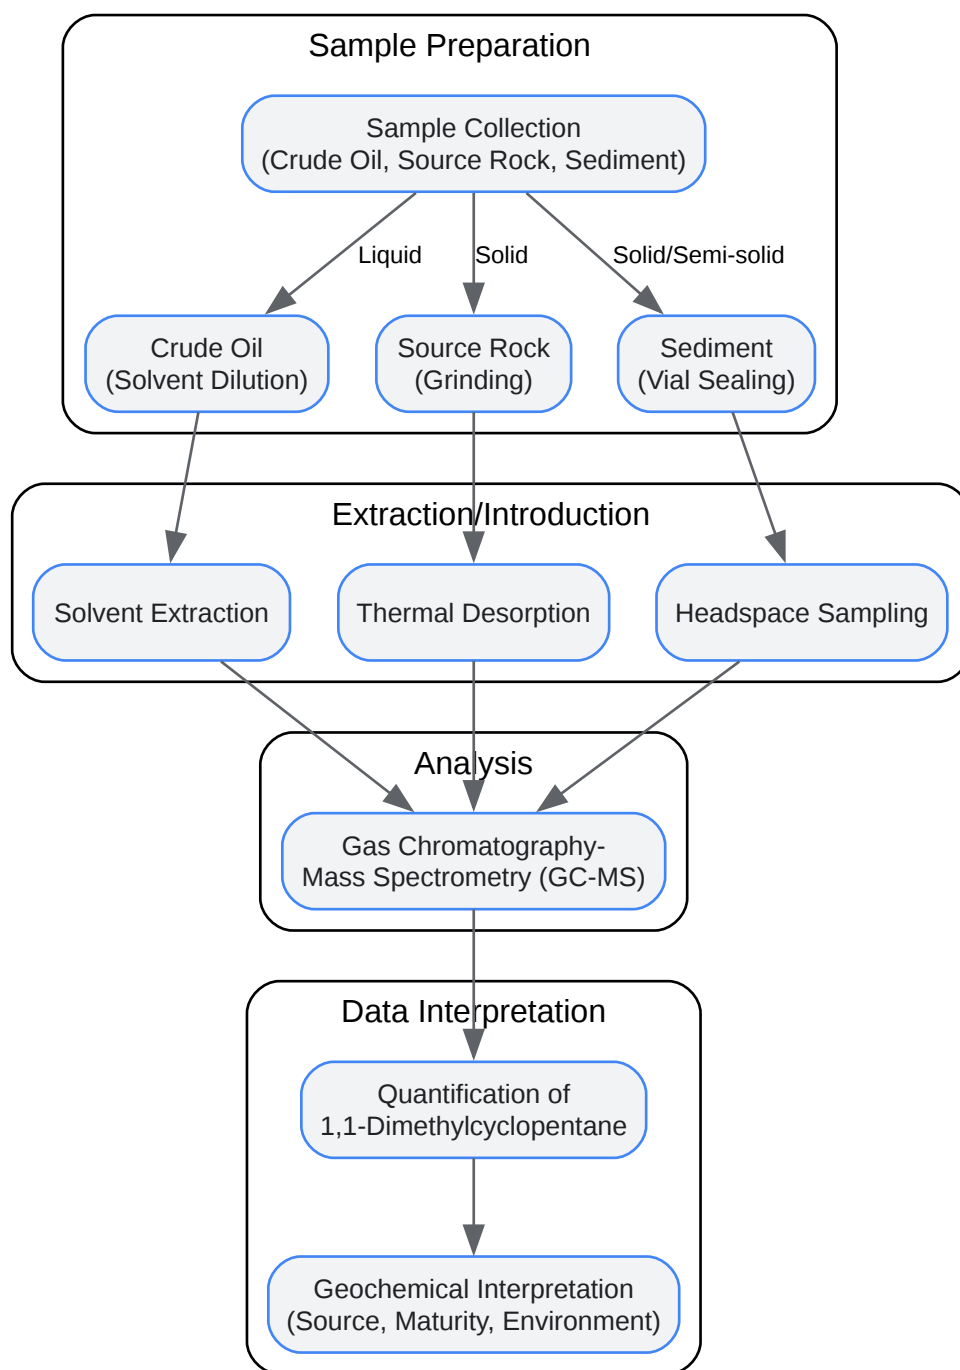 Sample Preparation
Sample Collection
(Crude Oil, Source Rock, Sediment)
Liquid
Solid
Solid/Semi-solid
Crude Oil
(Solvent Dilution)
Source Rock
(Grinding)
Sediment
(Vial Sealing)
Extraction/Introduction
Solvent Extraction
Thermal Desorption
Headspace Sampling
Analysis
Gas Chromatography-
Mass Spectrometry (GC-MS)
Data Interpretation
Quantification of
1,1-Dimethylcyclopentane
Geochemical Interpretation
(Source, Maturity, Environment)